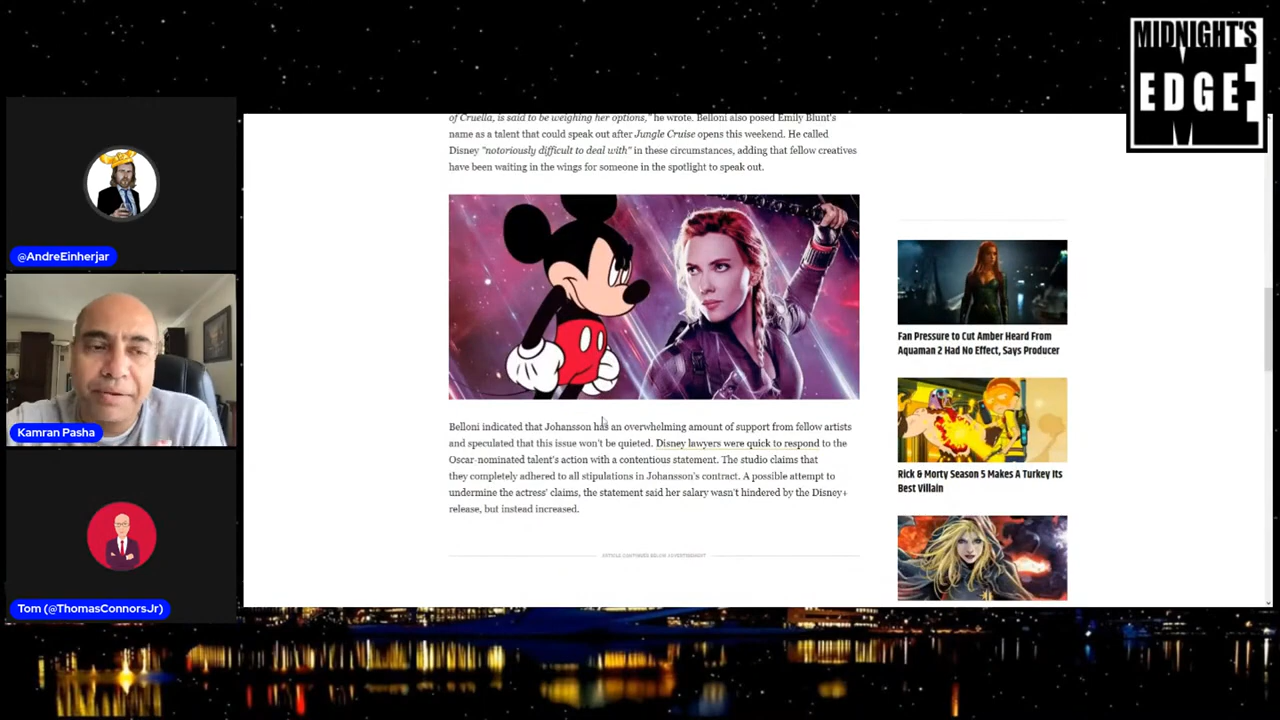 MIDNIGHT'S
EDGE
of Cruella, is said to be weighing her options," he wrote. Belloni also posed Emily Blunt's
name as a talent that could speak out after Jungle Cruise opens this weekend. He called
Disney "notoriously difficult to deal with" in these circumstances, adding that fellow creatives
have been waiting in the wings for someone in the spotlight to speak out.
@AndreEinherjar
Fan Pressure to Cut Amber Heard From
Aquaman 2 Had No Effect, Says Producer
Kamran Pasha
Belloni indicated that Johansson has an overwhelming amount of support from fellow artists
and speculated that this issue won't be quieted. Disney lawyers were quick to respond to the
Oscar-nominated talent's action with a contentious statement. The studio claims that
they completely adhered to all stipulations in Johansson's contract. A possible attempt to
undermine the actress' claims, the statement said her salary wasn't hindered by the Disney+
release, but instead increased.
Rick & Morty Season 5 Makes A Turkey Its
Best Villain
ARTICLE CONTINUES BELOW ADVERTISEMENT
Tom (@ThomasConnorsJr)